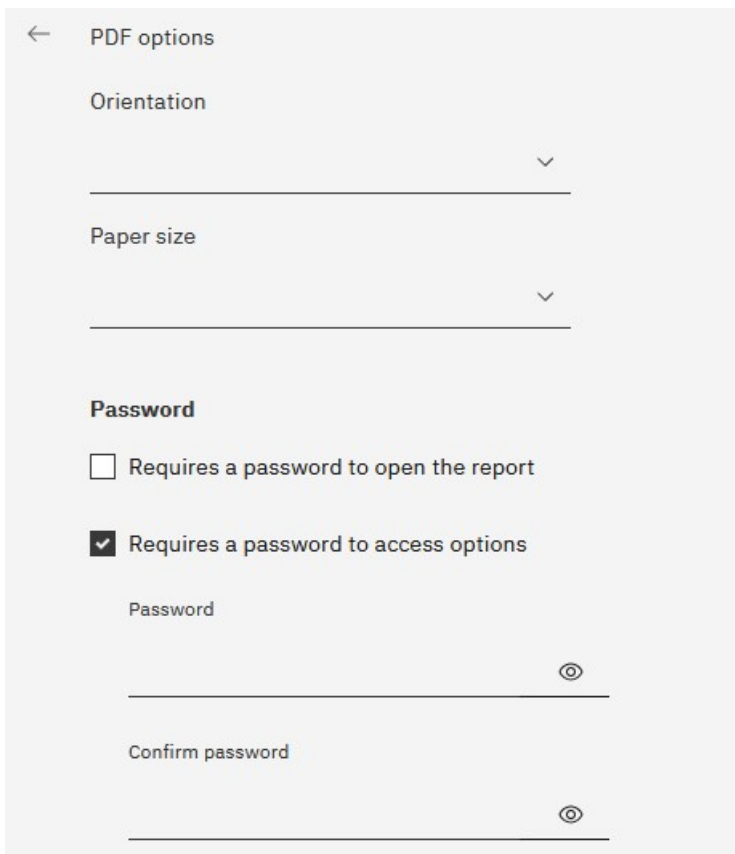 PDF options
Orientation
Paper size
Password
Requires a password to open the report
Requires a password to access options
Password
Confirm password